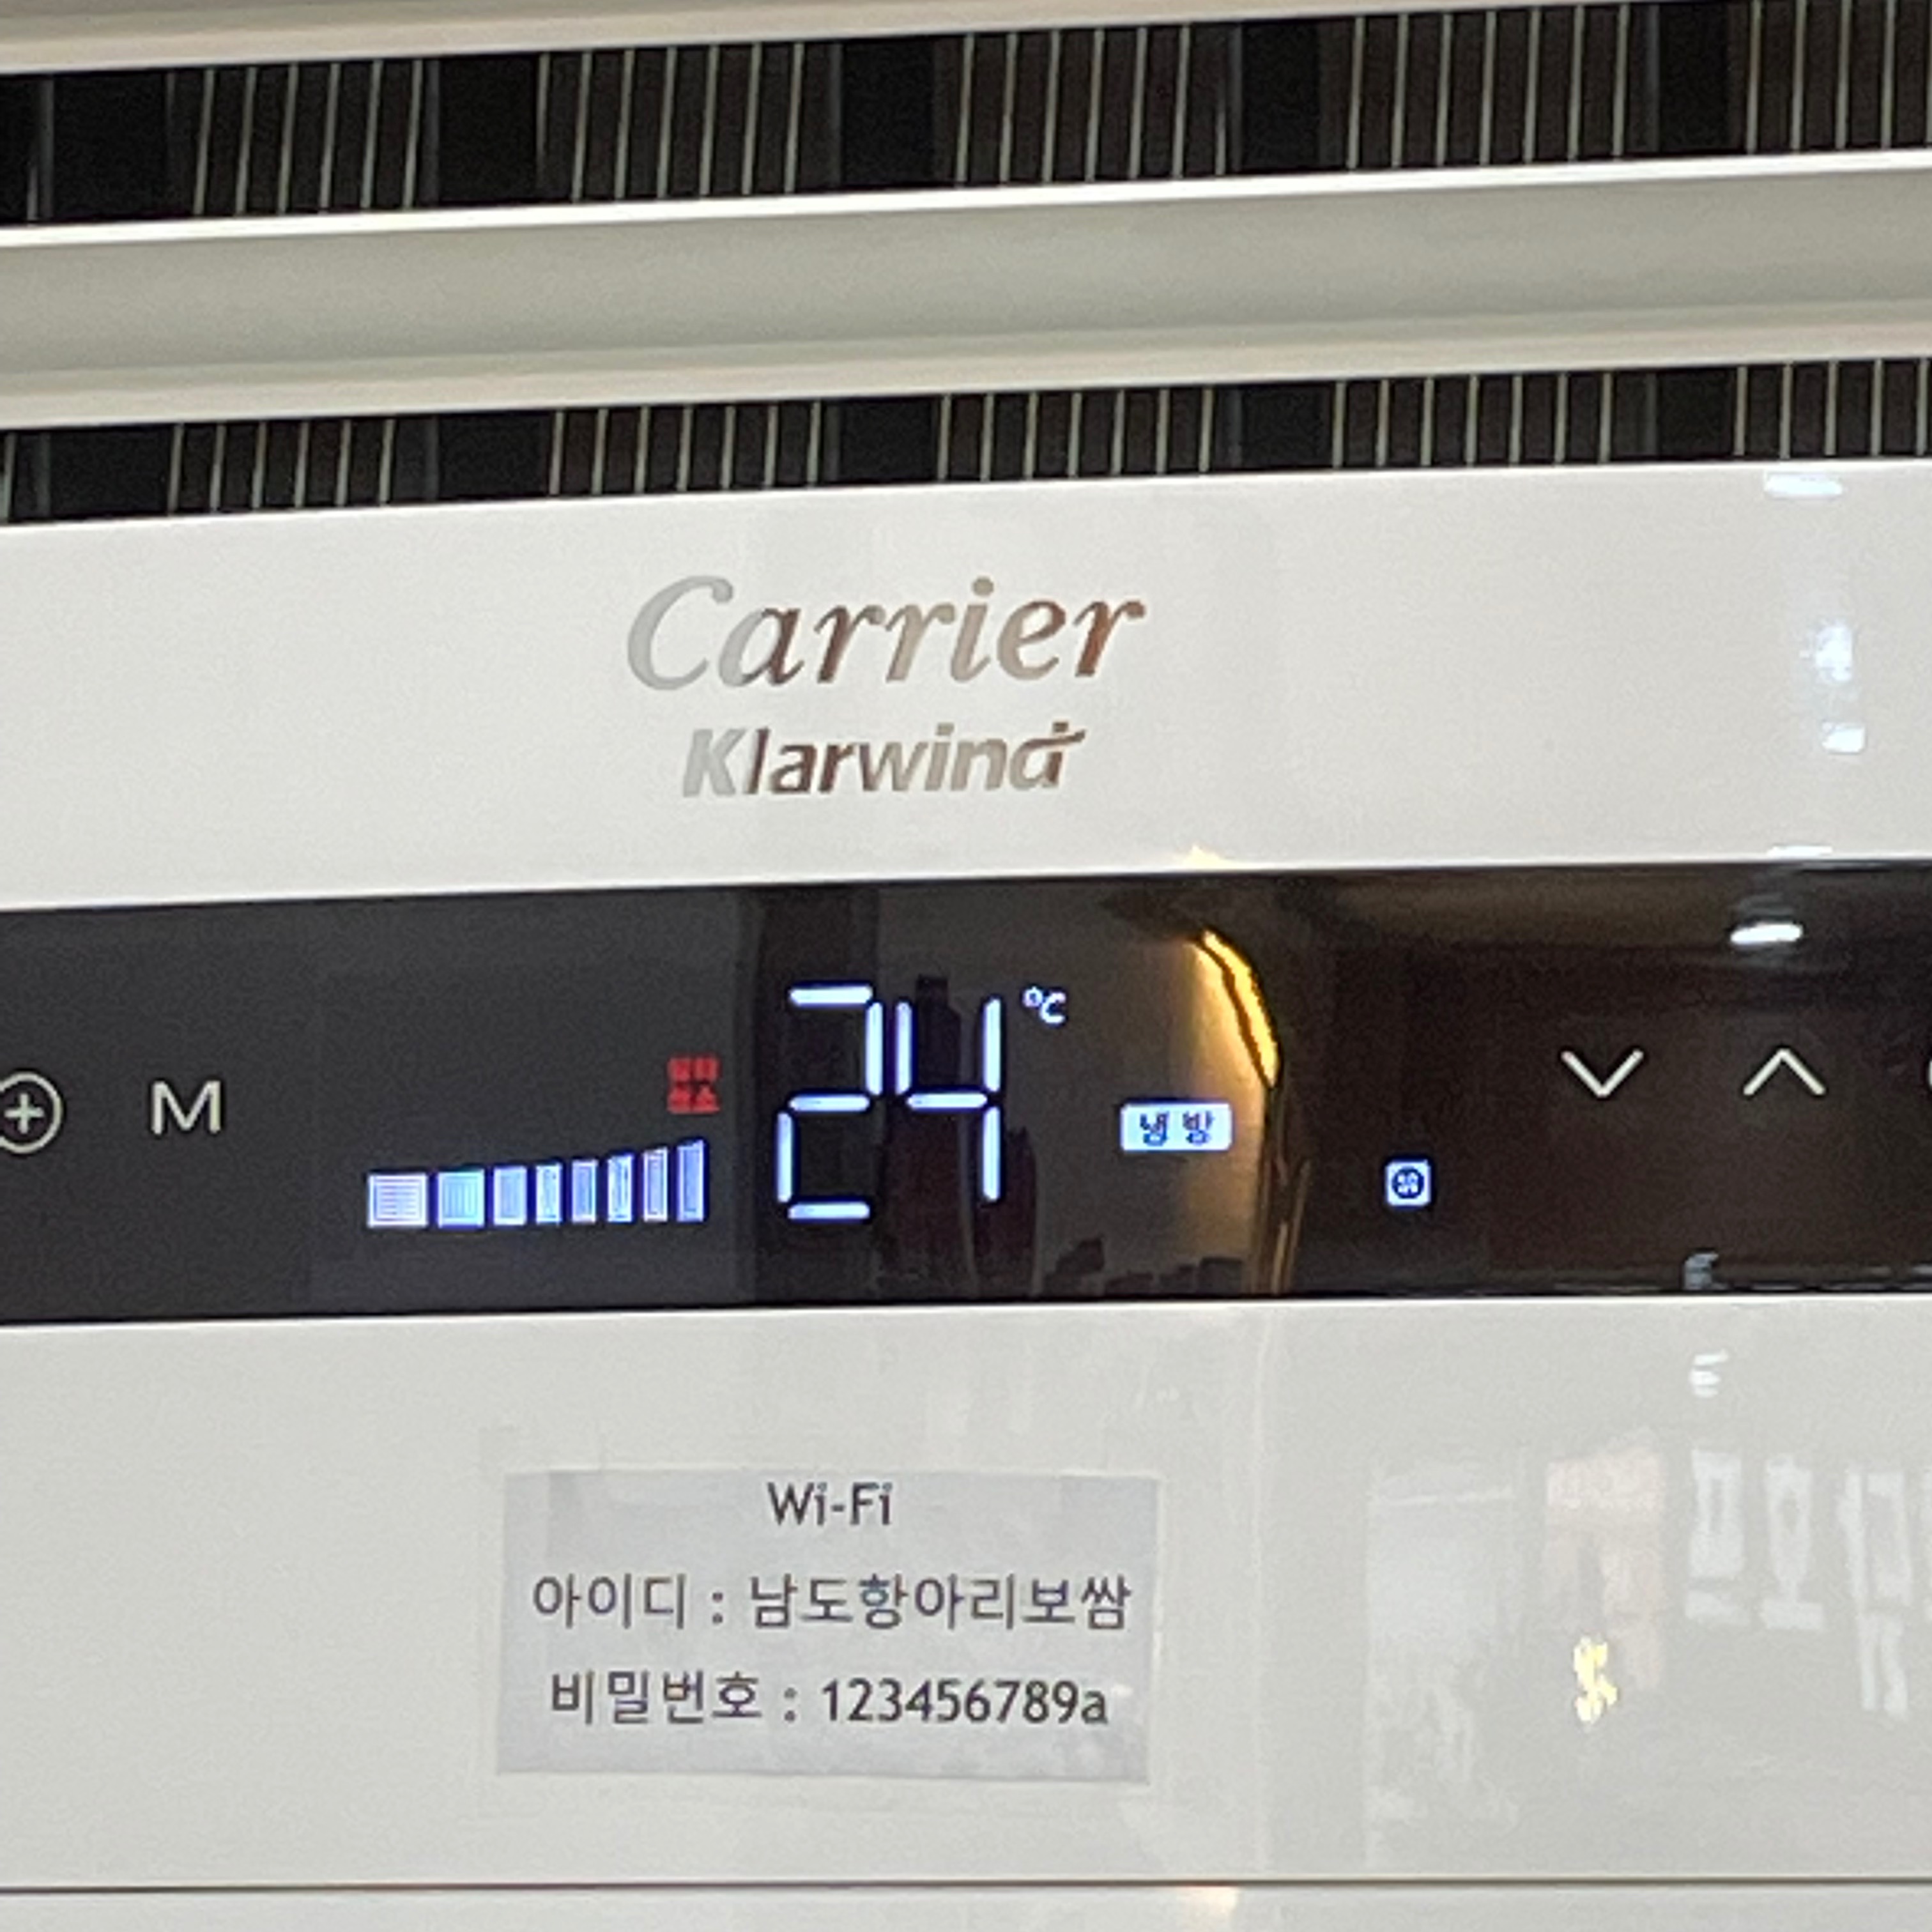 Carrier
Klarwind
M
24 °C
냉방
Wi-Fi
아이디 : 남도항아리보쌈
비밀번호 : 123456789a